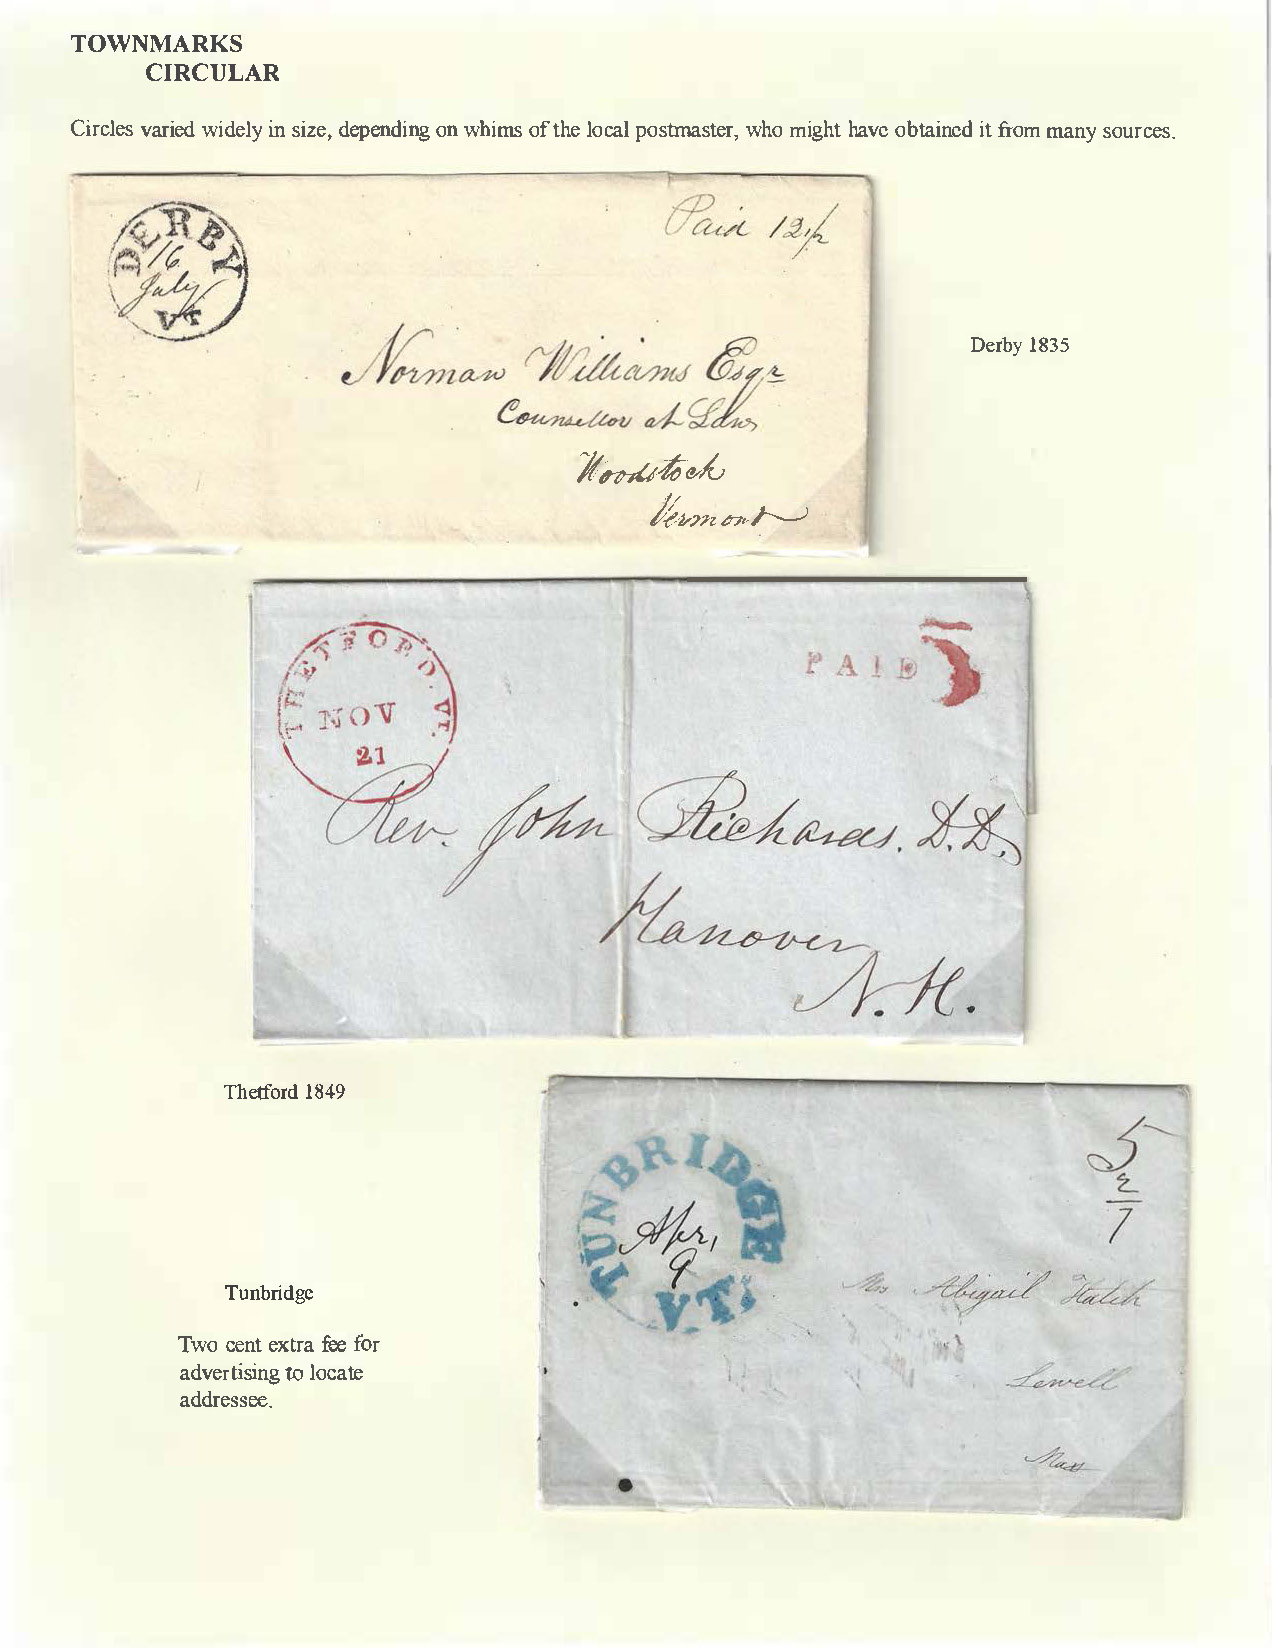 TOWNMARKS
CIRCULAR
Circles varied widely in size, depending on whims of the local postmaster, who might have obtained it from many sources.
DERBY
16
July
VT
Paid 12 1/2
Norman Williams Esqr
Counsellor at Law
Woodstock
Vermont
Derby 1835
THETFORD. VT.
NOV
21
PAID 5
Rev. John Richards. D.D.
Hanover
N. H.
Thetford 1849
TUNBRIDGE
Apr,
9
VT.
5
2
7
Mrs Abigail Hatch
Lowell
Mass
Tunbridge
Two cent extra fee for
advertising to locate
addressee.